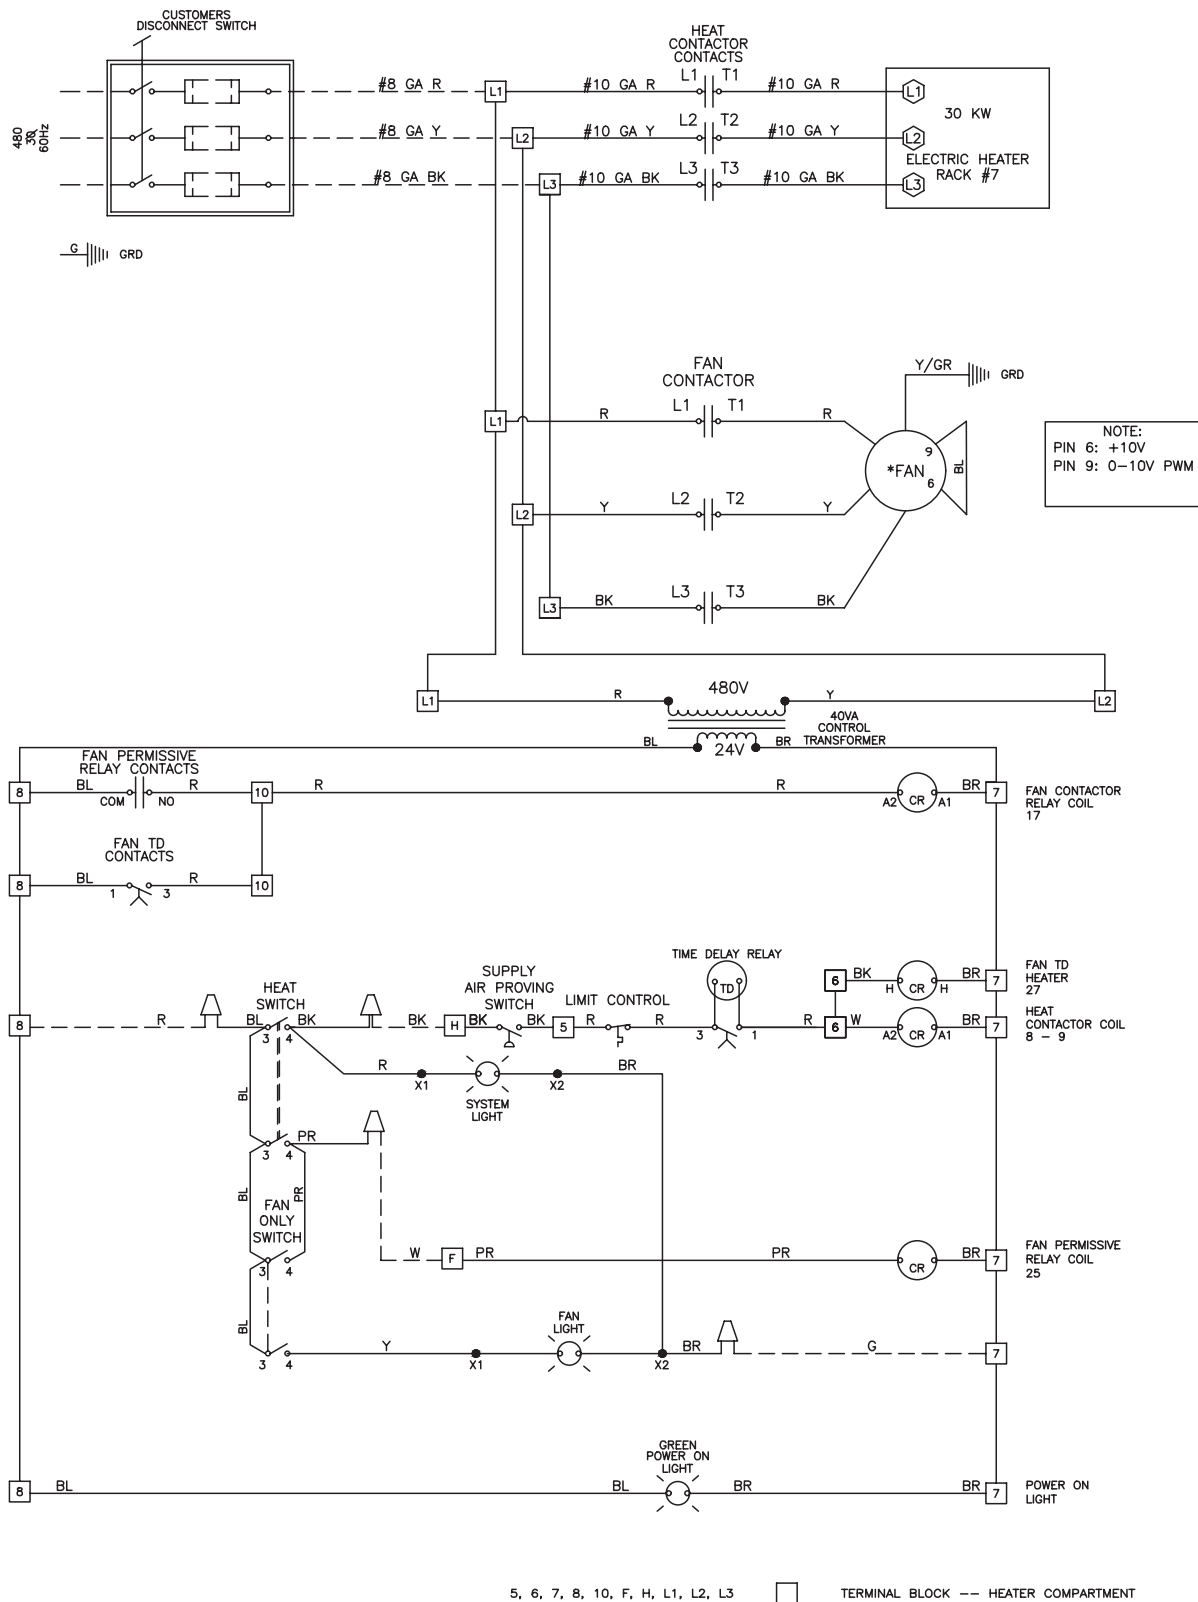 CUSTOMERS
DISCONNECT SWITCH
480
3Ø
60Hz
#8 GA R
L1
#10 GA R
HEAT
CONTACTOR
CONTACTS
L1 T1
#10 GA R
L1
30 KW
#8 GA Y
L2
#10 GA Y
L2 T2
#10 GA Y
L2
ELECTRIC HEATER
RACK #7
#8 GA BK
L3
#10 GA BK
L3 T3
#10 GA BK
L3
G
GRD
FAN
CONTACTOR
Y/GR
GRD
L1
R
L1 T1
R
*FAN
9
6
BL
NOTE:
PIN 6: +10V
PIN 9: 0-10V PWM
L2
Y
L2 T2
Y
L3
BK
L3 T3
BK
L1
R
480V
Y
L2
40VA
CONTROL
TRANSFORMER
BL
24V
BR
FAN PERMISSIVE
RELAY CONTACTS
8
BL
COM
NO
R
10
R
R
A2
CR
A1
BR
7
FAN CONTACTOR
RELAY COIL
17
FAN TD
CONTACTS
8
BL
1
3
R
10
TIME DELAY RELAY
TD
6
BK
H
CR
H
BR
7
FAN TD
HEATER
27
8
R
HEAT
SWITCH
BL
3 4
BK
BK
H
BK
SUPPLY
AIR PROVING
SWITCH
BK
5
R
LIMIT CONTROL
R
3
1
R
6
W
A2
CR
A1
BR
7
HEAT
CONTACTOR COIL
8 - 9
R
X1
SYSTEM
LIGHT
X2
BR
BL
3 4
PR
BL
PR
FAN
ONLY
SWITCH
3 4
W
F
PR
PR
CR
BR
7
FAN PERMISSIVE
RELAY COIL
25
BL
3 4
Y
X1
FAN
LIGHT
X2
BR
G
7
8
BL
BL
GREEN
POWER ON
LIGHT
BR
BR
7
POWER ON
LIGHT
5, 6, 7, 8, 10, F, H, L1, L2, L3
TERMINAL BLOCK -- HEATER COMPARTMENT